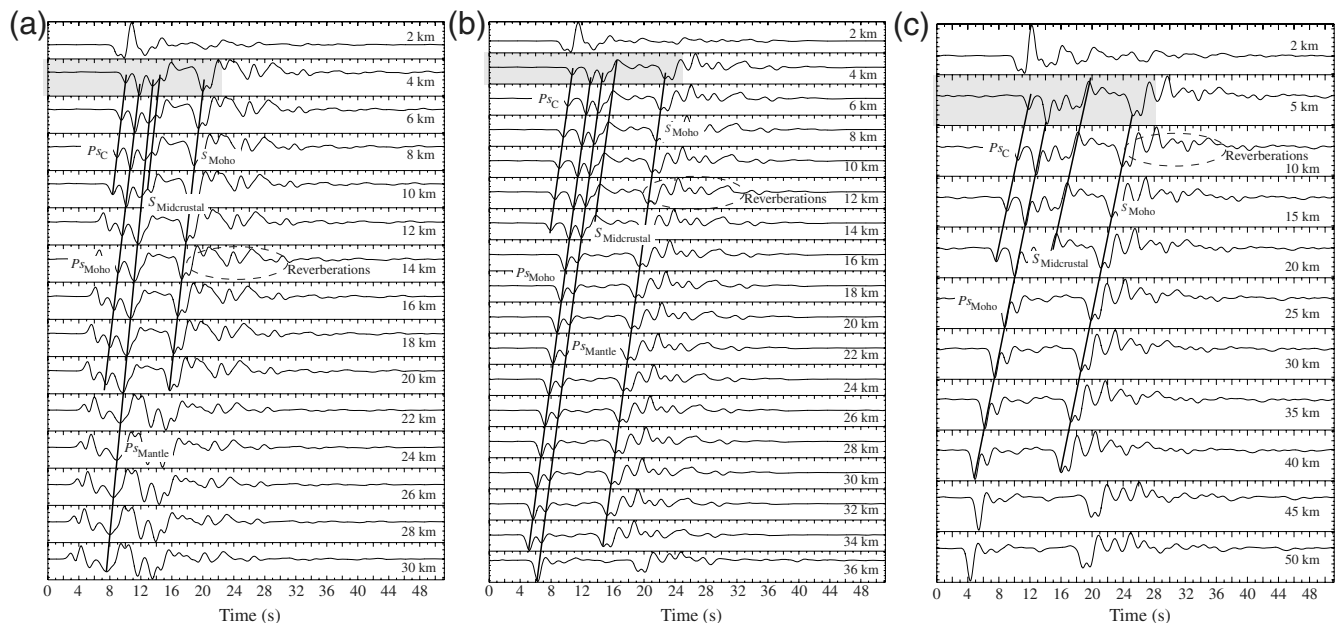 (a)
2 km
4 km
6 km
PsC
SMoho
8 km
10 km
SMidcrustal
12 km
PsMoho
Reverberations
14 km
16 km
18 km
20 km
22 km
PsMantle
24 km
26 km
28 km
30 km
0 4 8 12 16 20 24 28 32 36 40 44 48
Time (s)
(b)
2 km
4 km
PsC
6 km
SMoho
8 km
10 km
Reverberations
12 km
14 km
SMidcrustal
16 km
PsMoho
18 km
20 km
PsMantle
22 km
24 km
26 km
28 km
30 km
32 km
34 km
36 km
0 4 8 12 16 20 24 28 32 36 40 44 48
Time (s)
(c)
2 km
5 km
PsC
Reverberations
10 km
SMoho
15 km
SMidcrustal
20 km
PsMoho
25 km
30 km
35 km
40 km
45 km
50 km
0 4 8 12 16 20 24 28 32 36 40 44 48
Time (s)